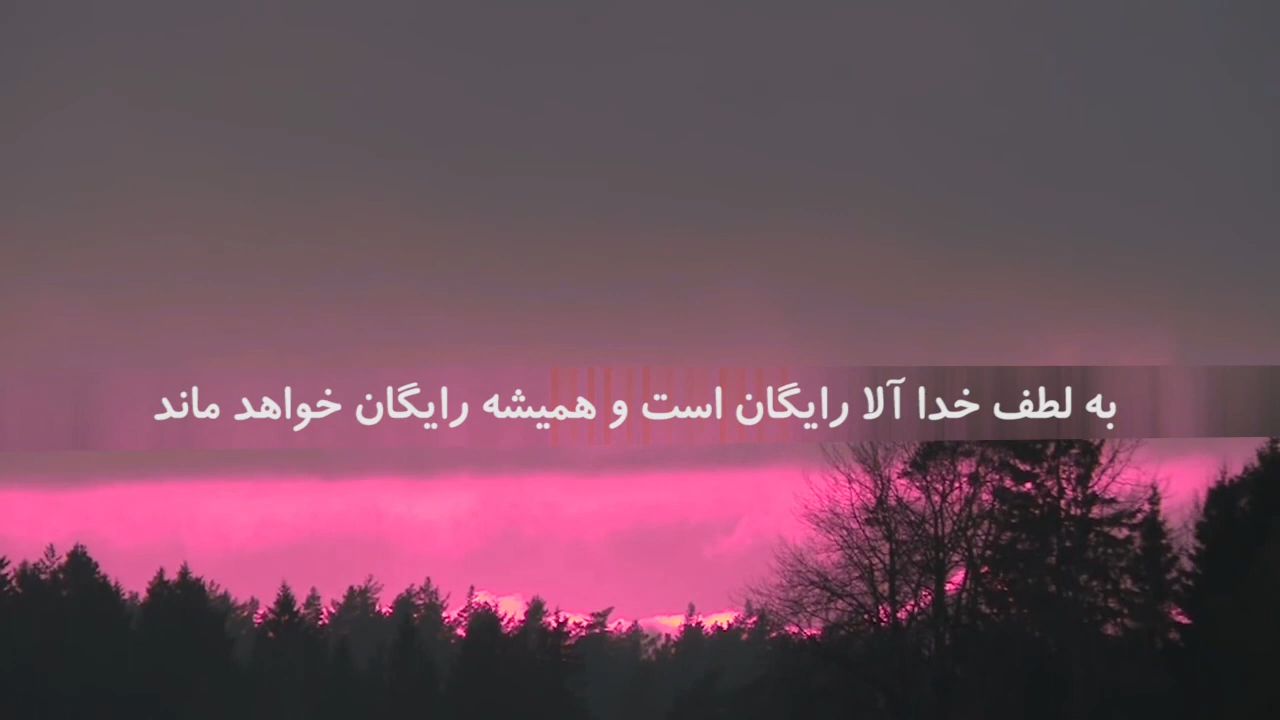 به لطف خدا آلا رایگان است و همیشه رایگان خواهد ماند